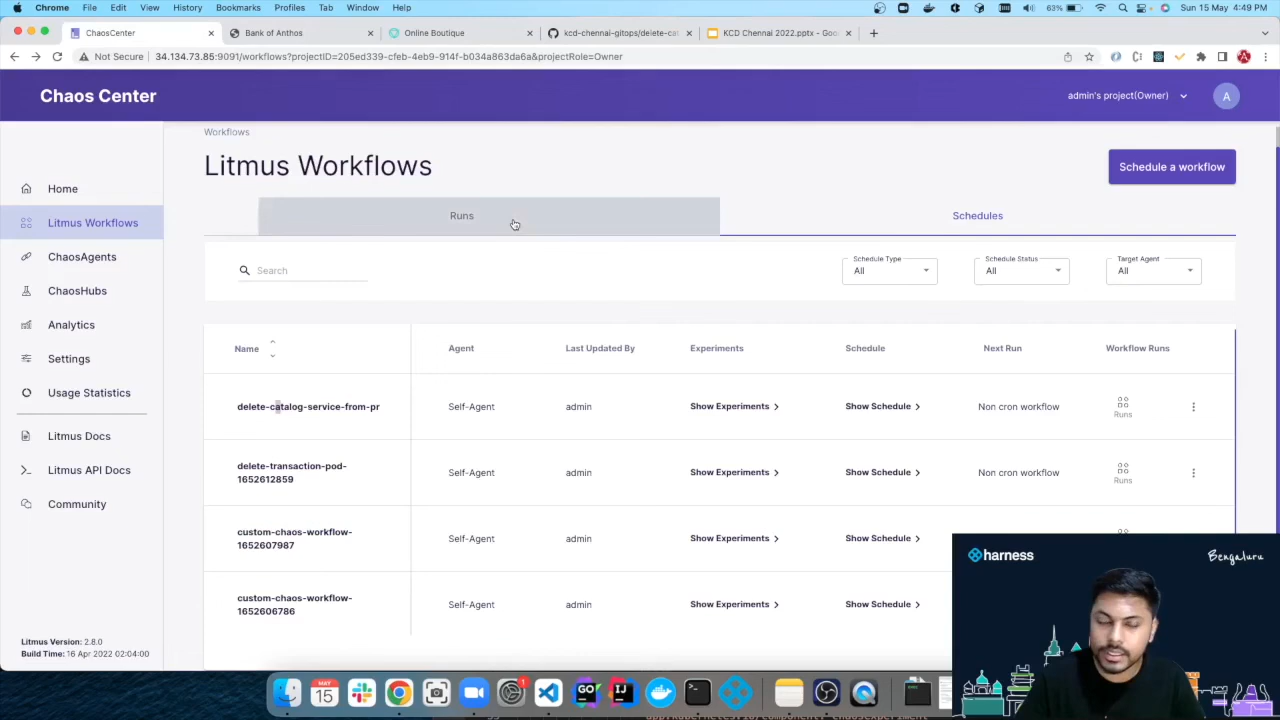 Chrome File Edit View History Bookmarks Profiles Tab Window Help 63% Sun 15 May 4:49 PM
ChaosCenter Bank of Anthos Online Boutique kcd-chennai-gitops/delete-cat KCD Chennai 2022.pptx - Goo
Not Secure 34.134.73.85:9091/workflows?projectID=205ed339-cfeb-4eb9-914f-b034a863da6a&projectRole=Owner
Chaos Center admin's project(Owner) A
Workflows
Litmus Workflows Schedule a workflow
Home
Litmus Workflows
ChaosAgents
ChaosHubs
Analytics
Settings
Usage Statistics
Litmus Docs
Litmus API Docs
Community
Litmus Version: 2.8.0
Build Time: 16 Apr 2022 02:04:00
Runs Schedules
Search
Schedule Type
All
Schedule Status
All
Target Agent
All
Name Agent Last Updated By Experiments Schedule Next Run Workflow Runs
delete-catalog-service-from-pr Self-Agent admin Show Experiments Show Schedule Non cron workflow Runs
delete-transaction-pod-
1652612859 Self-Agent admin Show Experiments Show Schedule Non cron workflow Runs
custom-chaos-workflow-
1652607987 Self-Agent admin Show Experiments Show Schedule
custom-chaos-workflow-
1652606786 Self-Agent admin Show Experiments Show Schedule
harness Bengaluru
MAY
15
1
GO
IJ